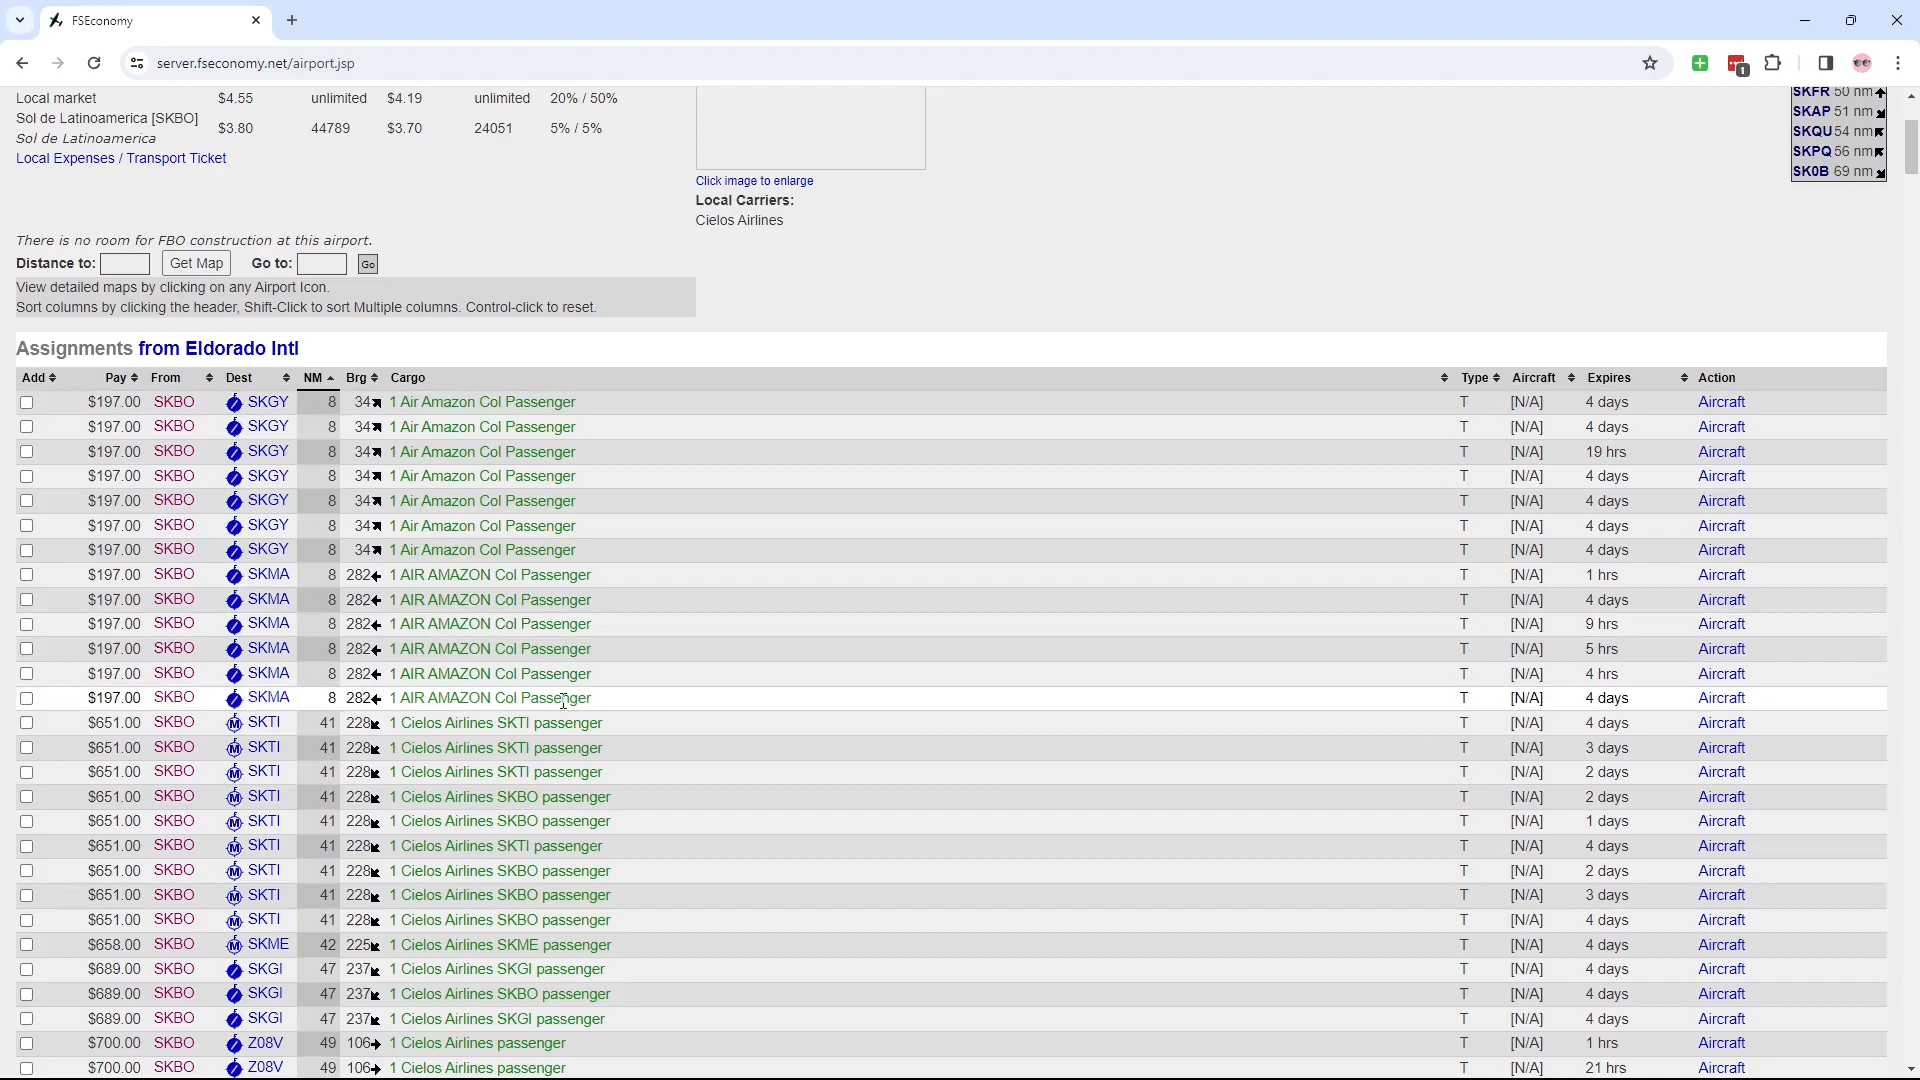 FSEconomy
server.fseconomy.net/airport.jsp
1
Local market $4.55 unlimited $4.19 unlimited 20% / 50%
Sol de Latinoamerica [SKBO] $3.80 44789 $3.70 24051 5% / 5%
Sol de Latinoamerica
Local Expenses / Transport Ticket
Click image to enlarge
Local Carriers:
Cielos Airlines
SKFR 50 nm
SKAP 51 nm
SKQU 54 nm
SKPQ 56 nm
SK0B 69 nm
There is no room for FBO construction at this airport.
Distance to: Get Map Go to: Go
View detailed maps by clicking on any Airport Icon.
Sort columns by clicking the header, Shift-Click to sort Multiple columns. Control-click to reset.
Assignments from Eldorado Intl
Add Pay From Dest NM Brg Cargo Type Aircraft Expires Action
$197.00 SKBO SKGY 8 34 1 Air Amazon Col Passenger T [N/A] 4 days Aircraft
$197.00 SKBO SKGY 8 34 1 Air Amazon Col Passenger T [N/A] 4 days Aircraft
$197.00 SKBO SKGY 8 34 1 Air Amazon Col Passenger T [N/A] 19 hrs Aircraft
$197.00 SKBO SKGY 8 34 1 Air Amazon Col Passenger T [N/A] 4 days Aircraft
$197.00 SKBO SKGY 8 34 1 Air Amazon Col Passenger T [N/A] 4 days Aircraft
$197.00 SKBO SKGY 8 34 1 Air Amazon Col Passenger T [N/A] 4 days Aircraft
$197.00 SKBO SKGY 8 34 1 Air Amazon Col Passenger T [N/A] 4 days Aircraft
$197.00 SKBO SKMA 8 282 1 AIR AMAZON Col Passenger T [N/A] 1 hrs Aircraft
$197.00 SKBO SKMA 8 282 1 AIR AMAZON Col Passenger T [N/A] 4 days Aircraft
$197.00 SKBO SKMA 8 282 1 AIR AMAZON Col Passenger T [N/A] 9 hrs Aircraft
$197.00 SKBO SKMA 8 282 1 AIR AMAZON Col Passenger T [N/A] 5 hrs Aircraft
$197.00 SKBO SKMA 8 282 1 AIR AMAZON Col Passenger T [N/A] 4 hrs Aircraft
$197.00 SKBO SKMA 8 282 1 AIR AMAZON Col Passenger T [N/A] 4 days Aircraft
$651.00 SKBO SKTI 41 228 1 Cielos Airlines SKTI passenger T [N/A] 4 days Aircraft
$651.00 SKBO SKTI 41 228 1 Cielos Airlines SKTI passenger T [N/A] 3 days Aircraft
$651.00 SKBO SKTI 41 228 1 Cielos Airlines SKTI passenger T [N/A] 2 days Aircraft
$651.00 SKBO SKTI 41 228 1 Cielos Airlines SKBO passenger T [N/A] 2 days Aircraft
$651.00 SKBO SKTI 41 228 1 Cielos Airlines SKBO passenger T [N/A] 1 days Aircraft
$651.00 SKBO SKTI 41 228 1 Cielos Airlines SKTI passenger T [N/A] 4 days Aircraft
$651.00 SKBO SKTI 41 228 1 Cielos Airlines SKBO passenger T [N/A] 2 days Aircraft
$651.00 SKBO SKTI 41 228 1 Cielos Airlines SKBO passenger T [N/A] 3 days Aircraft
$651.00 SKBO SKTI 41 228 1 Cielos Airlines SKBO passenger T [N/A] 4 days Aircraft
$658.00 SKBO SKME 42 225 1 Cielos Airlines SKME passenger T [N/A] 4 days Aircraft
$689.00 SKBO SKGI 47 237 1 Cielos Airlines SKGI passenger T [N/A] 4 days Aircraft
$689.00 SKBO SKGI 47 237 1 Cielos Airlines SKBO passenger T [N/A] 4 days Aircraft
$689.00 SKBO SKGI 47 237 1 Cielos Airlines SKGI passenger T [N/A] 4 days Aircraft
$700.00 SKBO Z08V 49 106 1 Cielos Airlines passenger T [N/A] 1 hrs Aircraft
$700.00 SKBO Z08V 49 106 1 Cielos Airlines passenger T [N/A] 21 hrs Aircraft